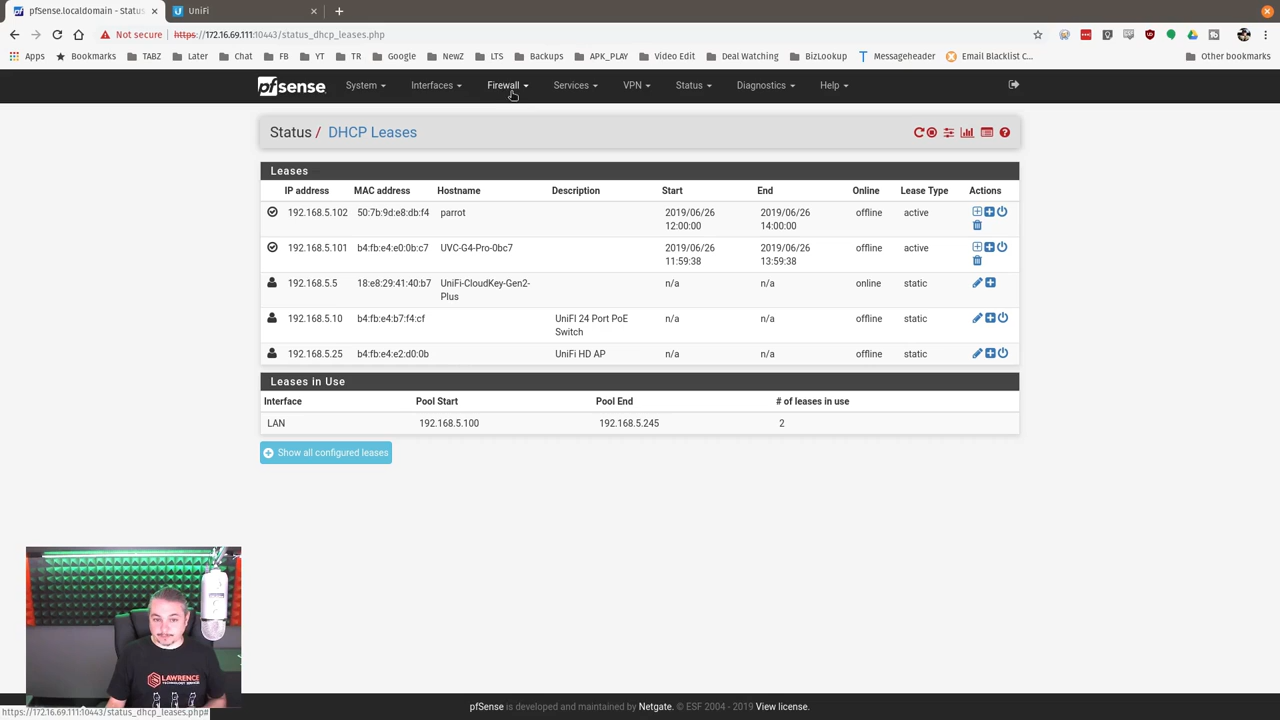 pfsense.localdomain - Status
UniFi
Not secure
https://172.16.69.111:10443/status_dhcp_leases.php
Apps
Bookmarks
TABZ
Later
Chat
FB
YT
TR
Google
NewZ
LTS
Backups
APK_PLAY
Video Edit
Deal Watching
BizLookup
Messageheader
Email Blacklist C...
Other bookmarks
pfsense
System
Interfaces
Firewall
Services
VPN
Status
Diagnostics
Help
Status / DHCP Leases
Leases
IP address MAC address Hostname Description Start End Online Lease Type Actions
192.168.5.102 50:7b:9d:e8:db:f4 parrot 2019/06/26 2019/06/26 offline active
12:00:00 14:00:00
192.168.5.101 b4:fb:e4:e0:0b:c7 UVC-G4-Pro-0bc7 2019/06/26 2019/06/26 offline active
11:59:38 13:59:38
192.168.5.5 18:e8:29:41:40:b7 UniFi-CloudKey-Gen2- n/a n/a online static
Plus
192.168.5.10 b4:fb:e4:b7:f4:cf UniFI 24 Port PoE n/a n/a offline static
Switch
192.168.5.25 b4:fb:e4:e2:d0:0b UniFi HD AP n/a n/a offline static
Leases in Use
Interface Pool Start Pool End # of leases in use
LAN 192.168.5.100 192.168.5.245 2
Show all configured leases
LAWRENCE
pfSense is developed and maintained by Netgate. © ESF 2004 - 2019 View license.
https://172.16.69.111:10443/status_dhcp_leases.php#